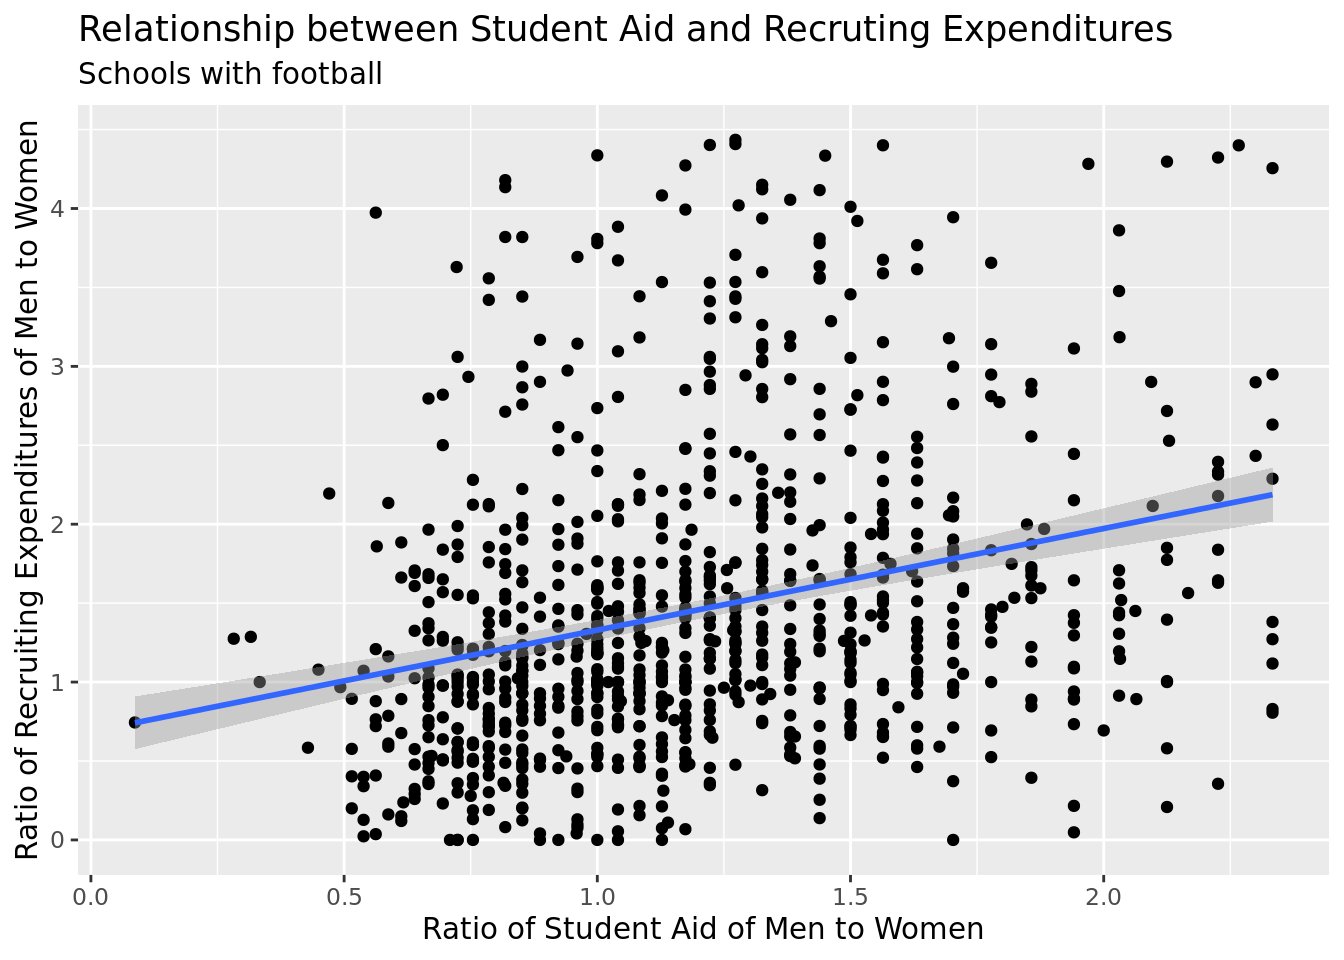 Relationship between Student Aid and Recruting Expenditures
Schools with football
Ratio of Recruiting Expenditures of Men to Women
4
3
2
1
0
0.0 0.5 1.0 1.5 2.0
Ratio of Student Aid of Men to Women